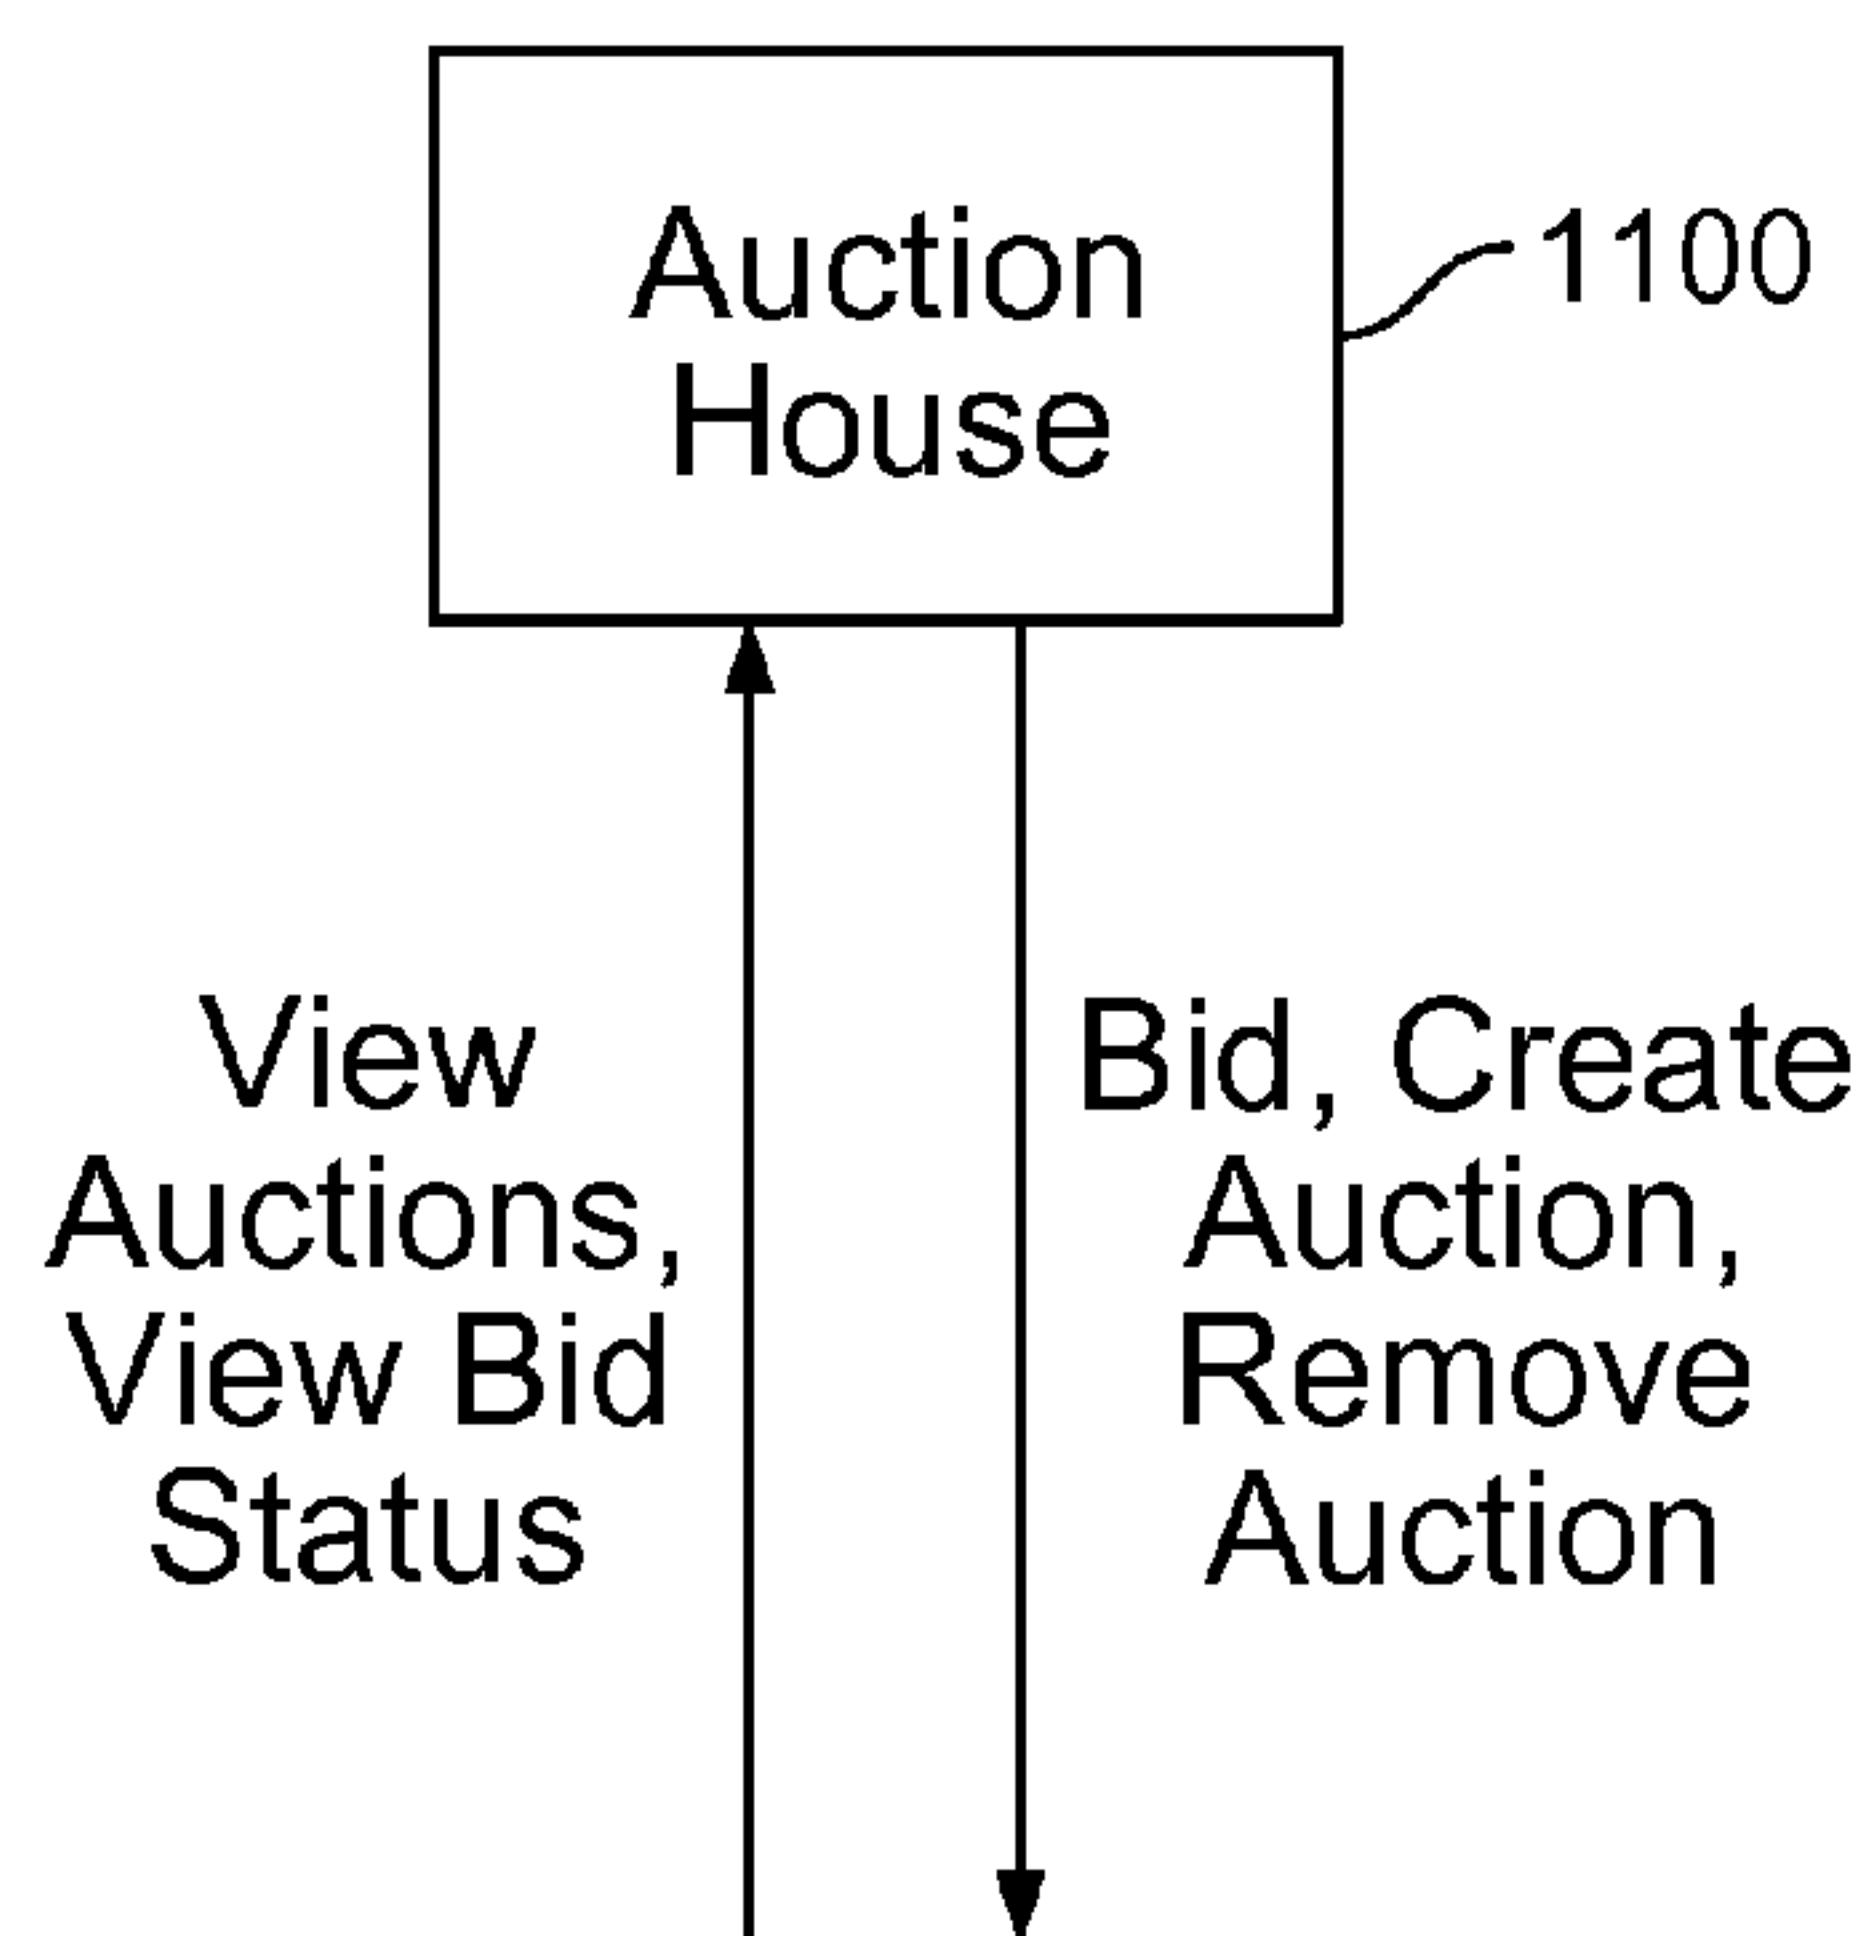 Auction
House
1100
View
Auctions,
View Bid
Status
Bid, Create
Auction,
Remove
Auction